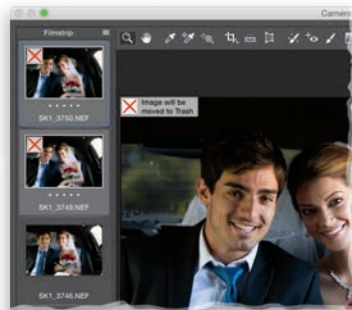 Camera
Filmstrip
Image will be
moved to Trash
SK1_3750.NEF
SK1_3749.NEF
SK1_3746.NEF